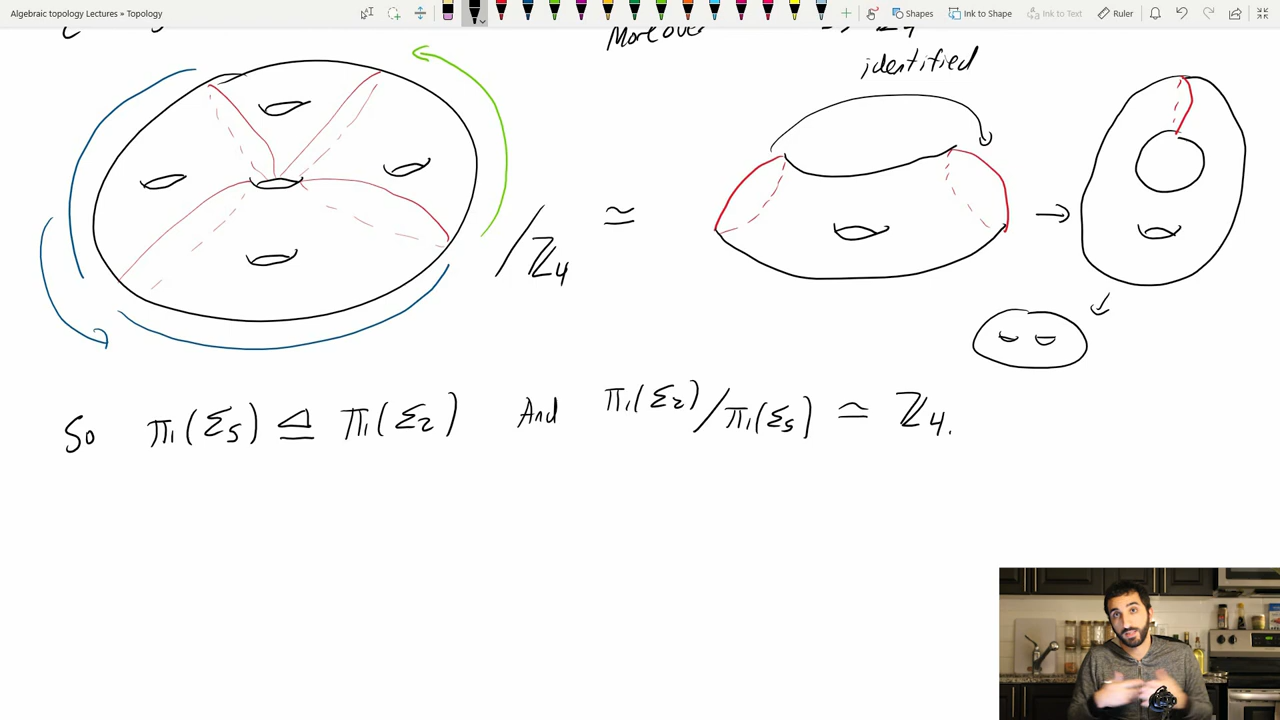 Algebraic topology Lectures » Topology
Shapes
Ink to Shape
Ink to Text
Ruler
Moreover
identified
/ℤ₄ ≃
So π₁(Σ₅) ⊴ π₁(Σ₂) And π₁(Σ₂)/π₁(Σ₅) ≃ ℤ₄.